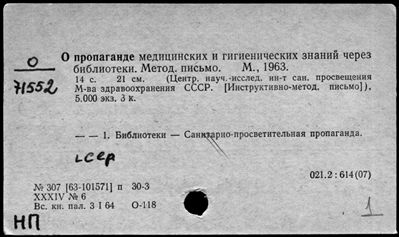 О
71552
О пропаганде медицинских и гигиенических знаний через
библиотеки. Метод. письмо. М., 1963.
14 с. 21 см. (Центр. науч.-исслед. ин-т сан. просвещения
М-ва здравоохранения СССР. [Инструктивно-метод. письмо]),
5.000 экз. 3 к.
— — 1. Библиотеки — Санитарно-просветительная пропаганда.
021.2 : 614(07)
№ 307 [63-101571] п 30-3
XXXIV № 6
Вс. кн. пал. 3 I 64 О-118
1
НП